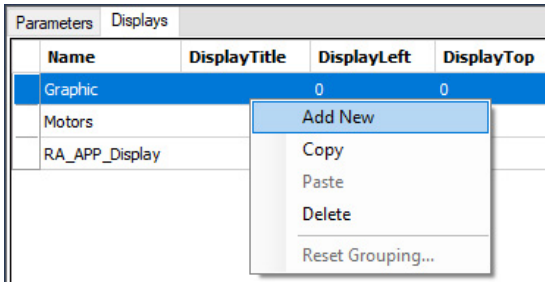 Parameters Displays
Name DisplayTitle DisplayLeft DisplayTop
Graphic 0 0
Motors
RA_APP_Display
Add New
Copy
Paste
Delete
Reset Grouping...